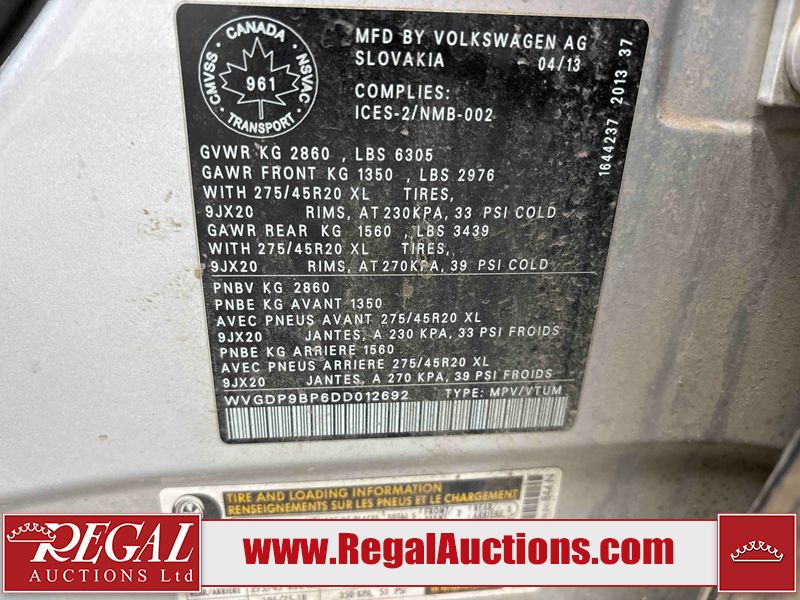 CANADA
CMVSS
NSVAC
961
TRANSPORT
MFD BY VOLKSWAGEN AG
SLOVAKIA 04/13
COMPLIES:
ICES-2/NMB-002
1644237 2013 37
GVWR KG 2860 , LBS 6305
GAWR FRONT KG 1350 , LBS 2976
WITH 275/45R20 XL TIRES,
9JX20 RIMS, AT 230KPA, 33 PSI COLD
GAWR REAR KG 1560 , LBS 3439
WITH 275/45R20 XL TIRES,
9JX20 RIMS, AT 270KPA, 39 PSI COLD
PNBV KG 2860
PNBE KG AVANT 1350
AVEC PNEUS AVANT 275/45R20 XL
9JX20 JANTES, A 230 KPA, 33 PSI FROIDS
PNBE KG ARRIERE 1560
AVEC PNEUS ARRIERE 275/45R20 XL
9JX20 JANTES, A 270 KPA, 39 PSI FROIDS
WVGDP9BP6DD012692 TYPE: MPV/VTUM
TIRE AND LOADING INFORMATION
RENSEIGNEMENTS SUR LES PNEUS ET LE CHARGEMENT
REGAL
AUCTIONS Ltd
www.RegalAuctions.com